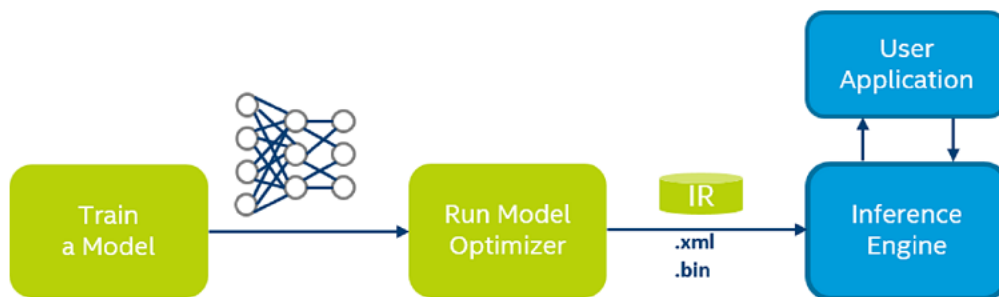 User
Application
Train
a Model
Run Model
Optimizer
IR
.xml
.bin
Inference
Engine